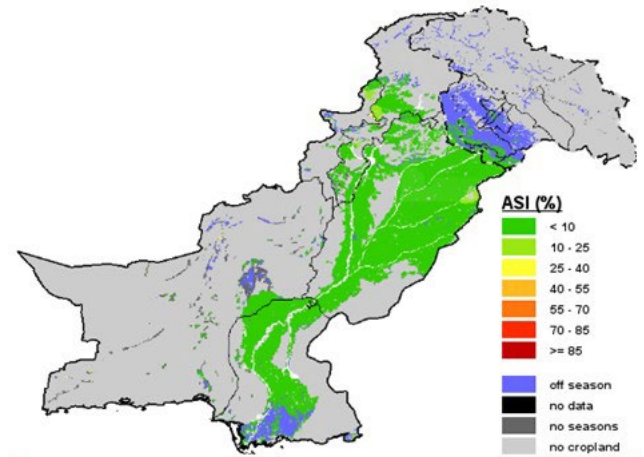 ASI (%)
< 10
10 - 25
25 - 40
40 - 55
55 - 70
70 - 85
>= 85
off season
no data
no seasons
no cropland